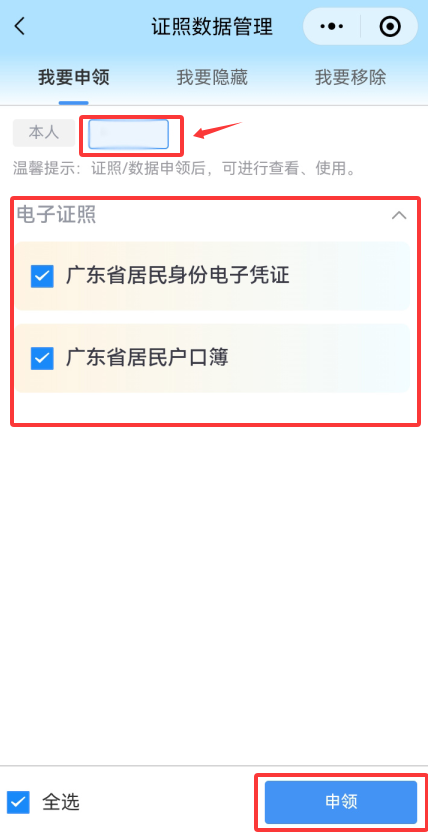 证照数据管理
我要申领 我要隐藏 我要移除
本人
温馨提示：证照/数据申领后，可进行查看、使用。
电子证照
广东省居民身份电子凭证
广东省居民户口簿
全选 申领